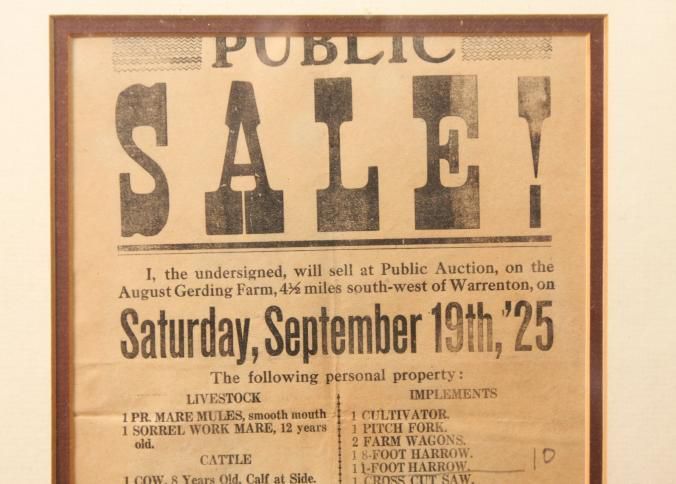 PUBLIC
SALE!
I, the undersigned, will sell at Public Auction, on the
August Gerding Farm, 4½ miles south-west of Warrenton, on
Saturday, September 19th, '25
The following personal property:
LIVESTOCK
1 PR. MARE MULES, smooth mouth
1 SORREL WORK MARE, 12 years
old.
CATTLE
1 COW, 8 Years Old, Calf at Side.
IMPLEMENTS
1 CULTIVATOR.
1 PITCH FORK.
2 FARM WAGONS.
1 8-FOOT HARROW.
1 1-FOOT HARROW. 10
1 CROSS CUT SAW.